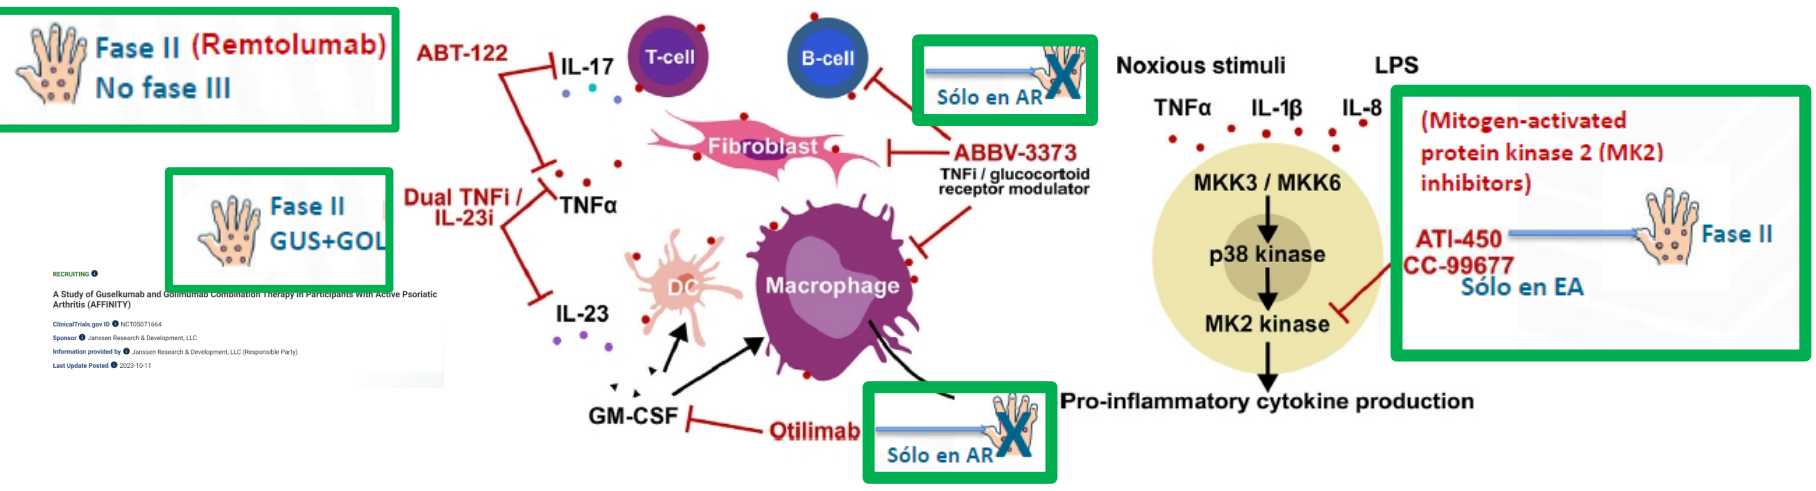 Fase II (Remtolumab)
No fase III
ABT-122
IL-17
T-cell
B-cell
Sólo en AR
X
Noxious stimuli
LPS
TNFα
IL-1β
IL-8
(Mitogen-activated
protein kinase 2 (MK2)
inhibitors)
Fibroblast
ABBV-3373
TNFi / glucocortoid
receptor modulator
MKK3 / MKK6
Fase II
GUS+GOL
Dual TNFi /
IL-23i
TNFα
p38 kinase
ATI-450
CC-99677
Fase II
Sólo en EA
RECRUITING
A Study of Guselkumab and Golimumab Combination Therapy in Participants With Active Psoriatic
Arthritis (AFFINITY)
ClinicalTrials.gov ID NCT05071664
Sponsor Janssen Research & Development, LLC
Information provided by Janssen Research & Development, LLC (Responsible Party)
Last Update Posted 2023-10-11
DC
Macrophage
IL-23
MK2 kinase
GM-CSF
Otilimab
Sólo en AR
X
Pro-inflammatory cytokine production